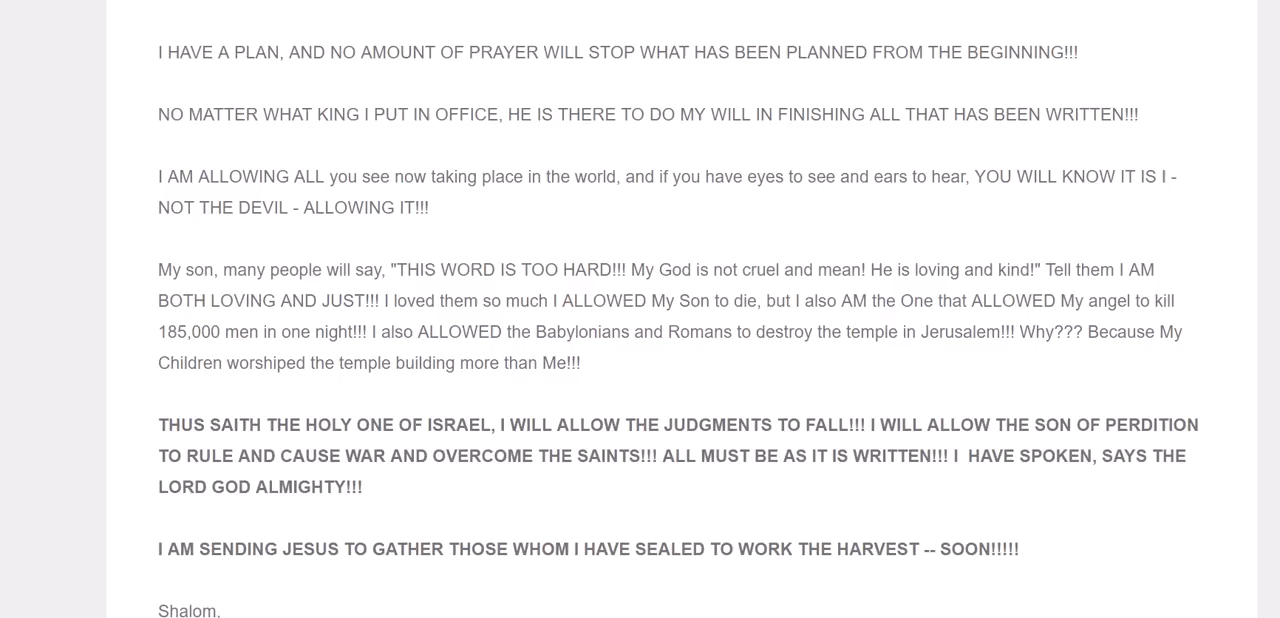 I HAVE A PLAN, AND NO AMOUNT OF PRAYER WILL STOP WHAT HAS BEEN PLANNED FROM THE BEGINNING!!!
NO MATTER WHAT KING I PUT IN OFFICE, HE IS THERE TO DO MY WILL IN FINISHING ALL THAT HAS BEEN WRITTEN!!!
I AM ALLOWING ALL you see now taking place in the world, and if you have eyes to see and ears to hear, YOU WILL KNOW IT IS I -
NOT THE DEVIL - ALLOWING IT!!!
My son, many people will say, "THIS WORD IS TOO HARD!!! My God is not cruel and mean! He is loving and kind!" Tell them I AM
BOTH LOVING AND JUST!!! I loved them so much I ALLOWED My Son to die, but I also AM the One that ALLOWED My angel to kill
185,000 men in one night!!! I also ALLOWED the Babylonians and Romans to destroy the temple in Jerusalem!!! Why??? Because My
Children worshiped the temple building more than Me!!!
THUS SAITH THE HOLY ONE OF ISRAEL, I WILL ALLOW THE JUDGMENTS TO FALL!!! I WILL ALLOW THE SON OF PERDITION
TO RULE AND CAUSE WAR AND OVERCOME THE SAINTS!!! ALL MUST BE AS IT IS WRITTEN!!! I  HAVE SPOKEN, SAYS THE
LORD GOD ALMIGHTY!!!
I AM SENDING JESUS TO GATHER THOSE WHOM I HAVE SEALED TO WORK THE HARVEST -- SOON!!!!!
Shalom,